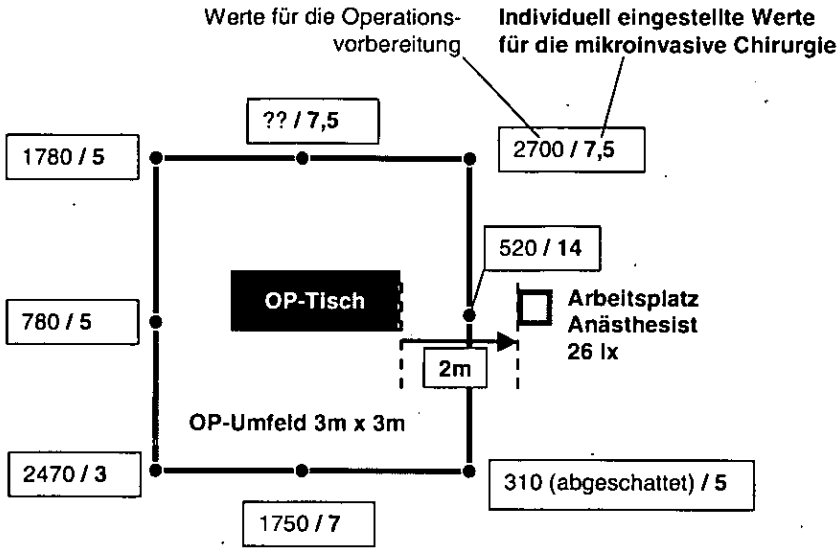 Werte für die Operations-
vorbereitung
Individuell eingestellte Werte
für die mikroinvasive Chirurgie
?? / 7,5
1780 / 5
2700 / 7,5
520 / 14
OP-Tisch
Arbeitsplatz
Anästhesist
26 lx
780 / 5
2m
OP-Umfeld 3m x 3m
2470 / 3
310 (abgeschattet) / 5
1750 / 7